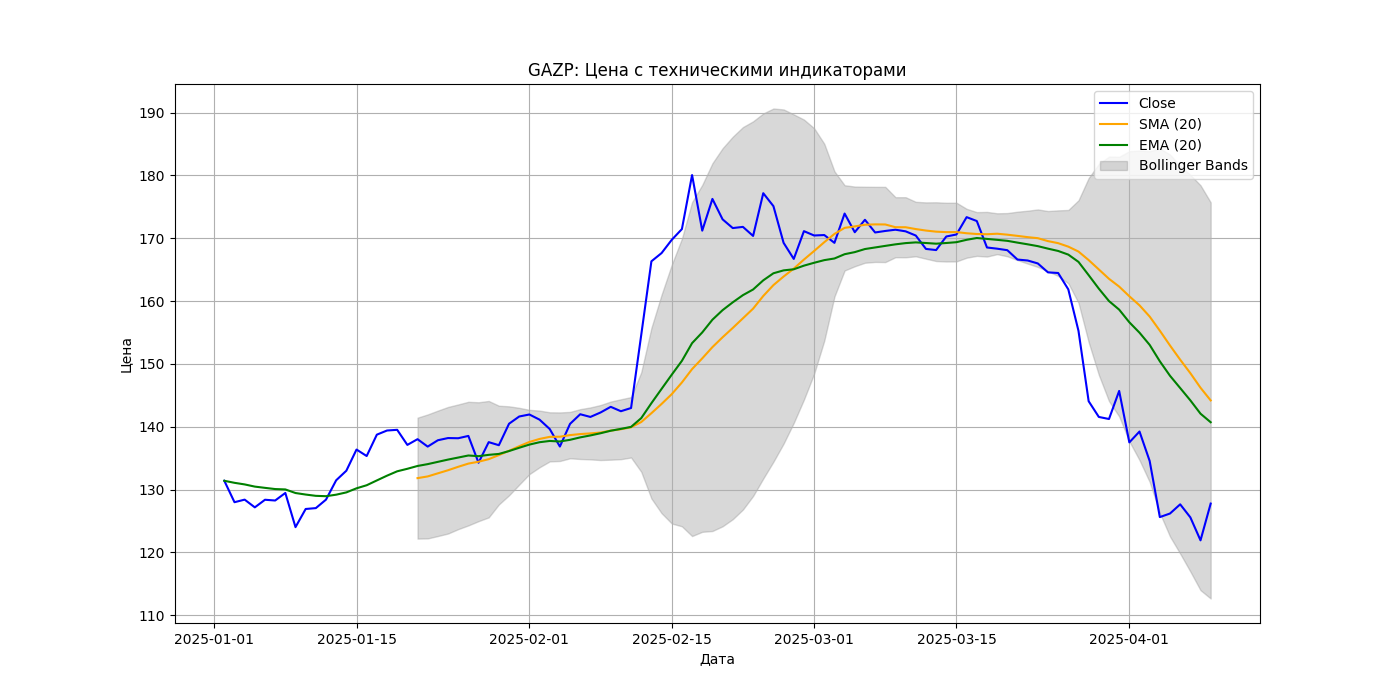 GAZP: Цена с техническими индикаторами
Close
SMA (20)
EMA (20)
Bollinger Bands
Цена
190
180
170
160
150
140
130
120
110
2025-01-01
2025-01-15
2025-02-01
2025-02-15
2025-03-01
2025-03-15
2025-04-01
Дата